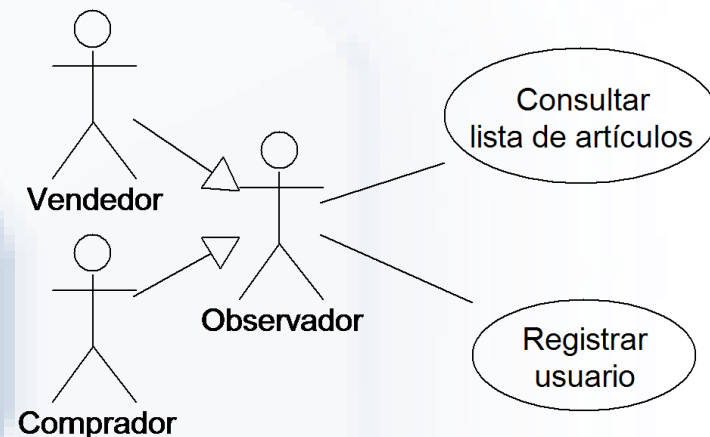 Vendedor
Comprador
Observador
Consultar
lista de artículos
Registrar
usuario